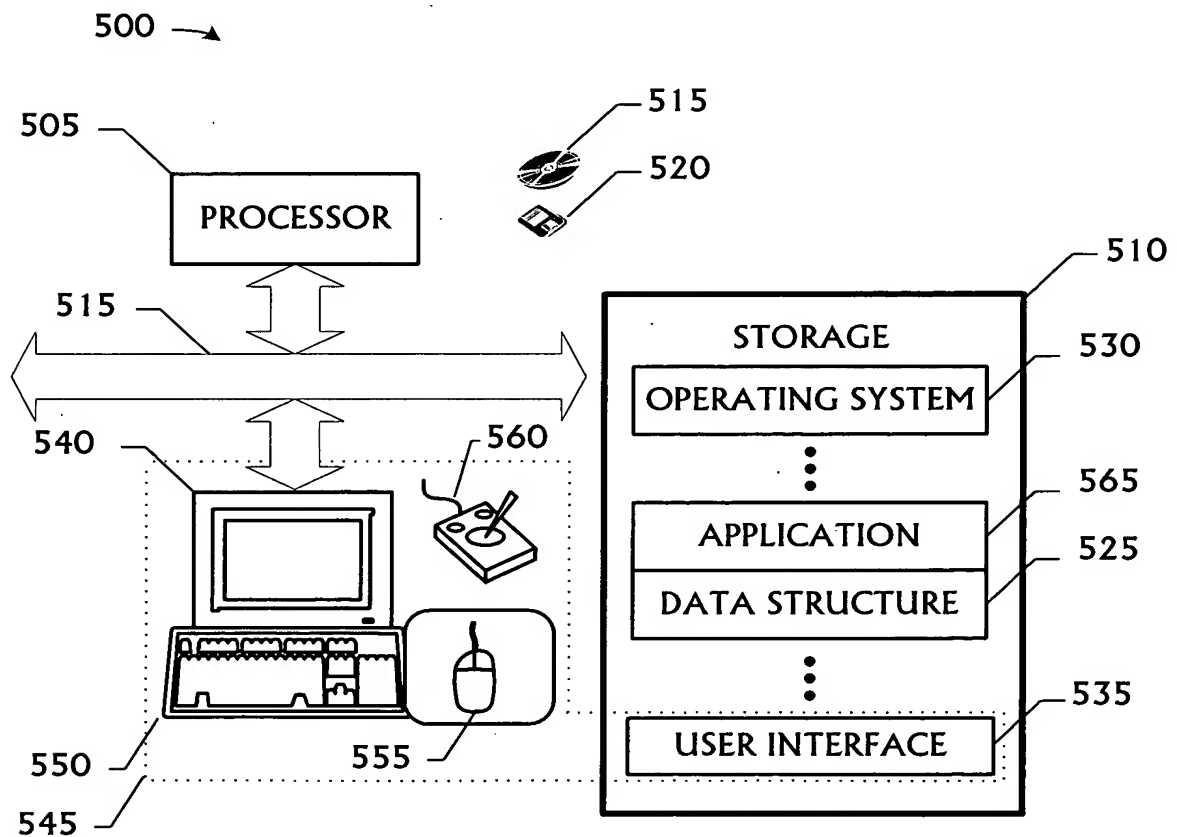 500
515
505
520
PROCESSOR
510
515
STORAGE
530
OPERATING SYSTEM
540
560
565
APPLICATION
525
DATA STRUCTURE
535
USER INTERFACE
550
555
545